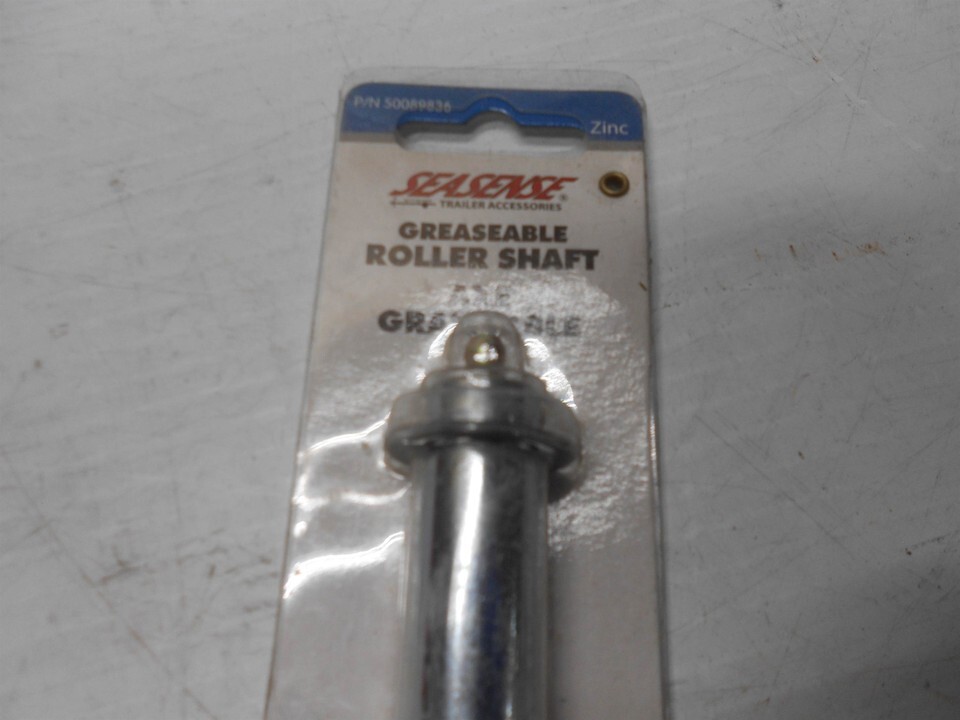 P/N 50089836
Zinc
SEASENSE®
TRAILER ACCESSORIES
GREASEABLE
ROLLER SHAFT